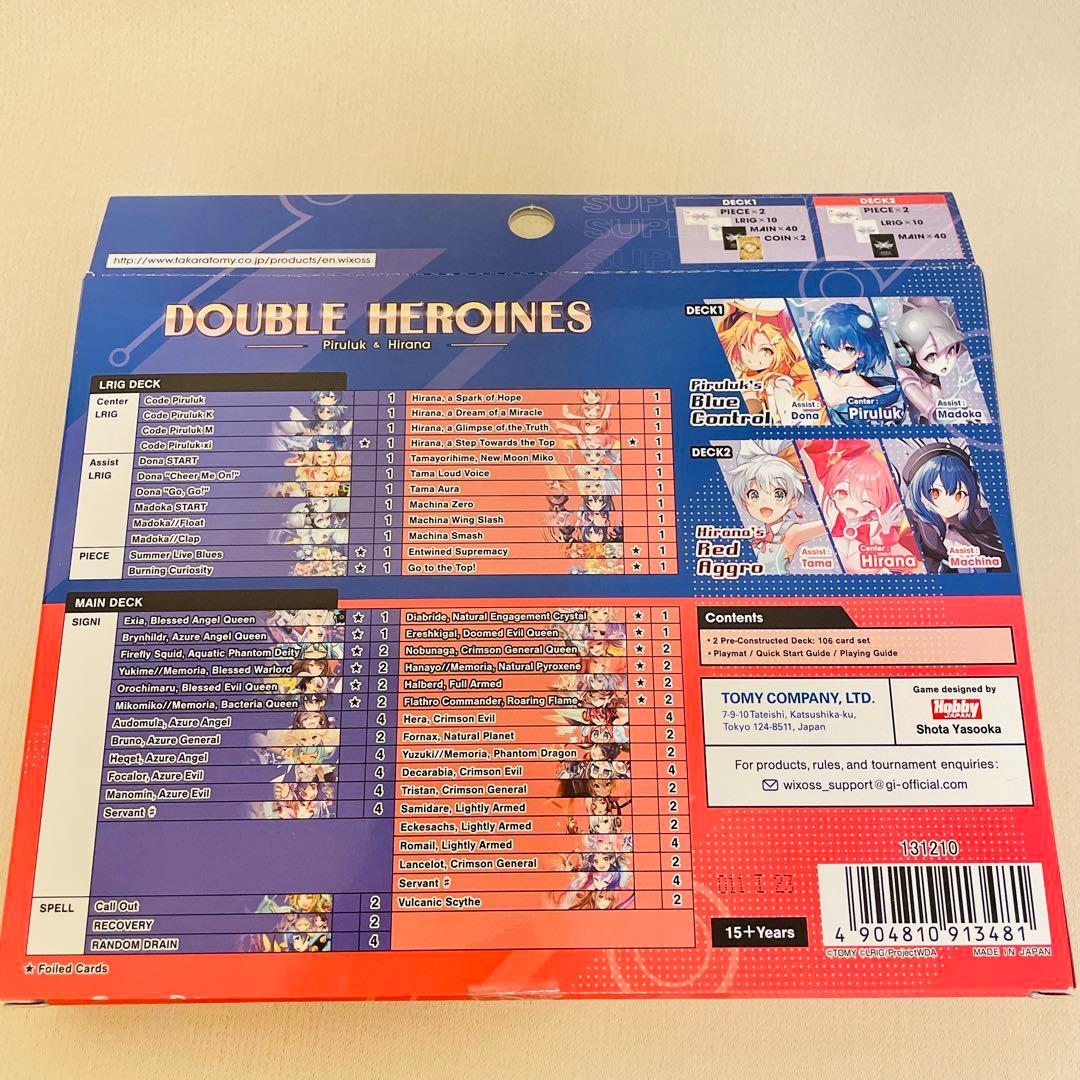 SUPE
SUPE
SUPE
DECK1
PIECE×2
LRIG×10
MAIN×40
COIN×2
DECK2
PIECE×2
LRIG×10
MAIN×40
http://www.takaratomy.co.jp/products/en.wixoss
DOUBLE HEROINES
Piruluk & Hirana
LRIG DECK
Center LRIG
Code Piruluk 1
Code Piruluk K 1
Code Piruluk M 1
Code Piruluk·xi ★ 1
Assist LRIG
Dona START 1
Dona "Cheer Me On!" 1
Dona "Go, Go!" 1
Madoka START 1
Madoka//Float 1
Madoka//Clap 1
PIECE
Summer Live Blues ★ 1
Burning Curiosity ★ 1
Hirana, a Spark of Hope 1
Hirana, a Dream of a Miracle 1
Hirana, a Glimpse of the Truth 1
Hirana, a Step Towards the Top ★ 1
Tamayorihime, New Moon Miko 1
Tama Loud Voice 1
Tama Aura 1
Machina Zero 1
Machina Wing Slash 1
Machina Smash 1
Entwined Supremacy ★ 1
Go to the Top! ★ 1
MAIN DECK
SIGNI
Exia, Blessed Angel Queen ★ 1
Brynhildr, Azure Angel Queen ★ 1
Firefly Squid, Aquatic Phantom Deity ★ 2
Yukime//Memoria, Blessed Warlord ★ 2
Orochimaru, Blessed Evil Queen ★ 2
Mikomiko//Memoria, Bacteria Queen ★ 2
Audomula, Azure Angel 4
Bruno, Azure General 2
Heqet, Azure Angel 4
Focalor, Azure Evil 4
Manomin, Azure Evil 4
Servant # 4
SPELL
Call Out 2
RECOVERY 2
RANDOM DRAIN 4
Diabride, Natural Engagement Crystal ★ 1
Ereshkigal, Doomed Evil Queen ★ 1
Nobunaga, Crimson General Queen ★ 2
Hanayo//Memoria, Natural Pyroxene ★ 2
Halberd, Full Armed ★ 2
Flathro Commander, Roaring Flame ★ 2
Hera, Crimson Evil 4
Fornax, Natural Planet 2
Yuzuki//Memoria, Phantom Dragon 2
Decarabia, Crimson Evil 4
Tristan, Crimson General 2
Samidare, Lightly Armed 2
Eckesachs, Lightly Armed 2
Romail, Lightly Armed 4
Lancelot, Crimson General 2
Servant # 4
Vulcanic Scythe 2
★ Foiled Cards
DECK1
Piruluk's
Blue
Control
Assist: Dona
Center: Piruluk
Assist: Madoka
DECK2
Hirana's
Red
Aggro
Assist: Tama
Center: Hirana
Assist: Machina
Contents
• 2 Pre-Constructed Deck: 106 card set
• Playmat / Quick Start Guide / Playing Guide
TOMY COMPANY, LTD.
7-9-10 Tateishi, Katsushika-ku,
Tokyo 124-8511, Japan
Game designed by
Hobby
JAPAN
Shota Yasooka
For products, rules, and tournament enquiries:
wixoss_support@gi-official.com
131210
011 I 23
15+Years
4 904810 913481
©TOMY ©LRIG/ProjectWDA
MADE IN JAPAN